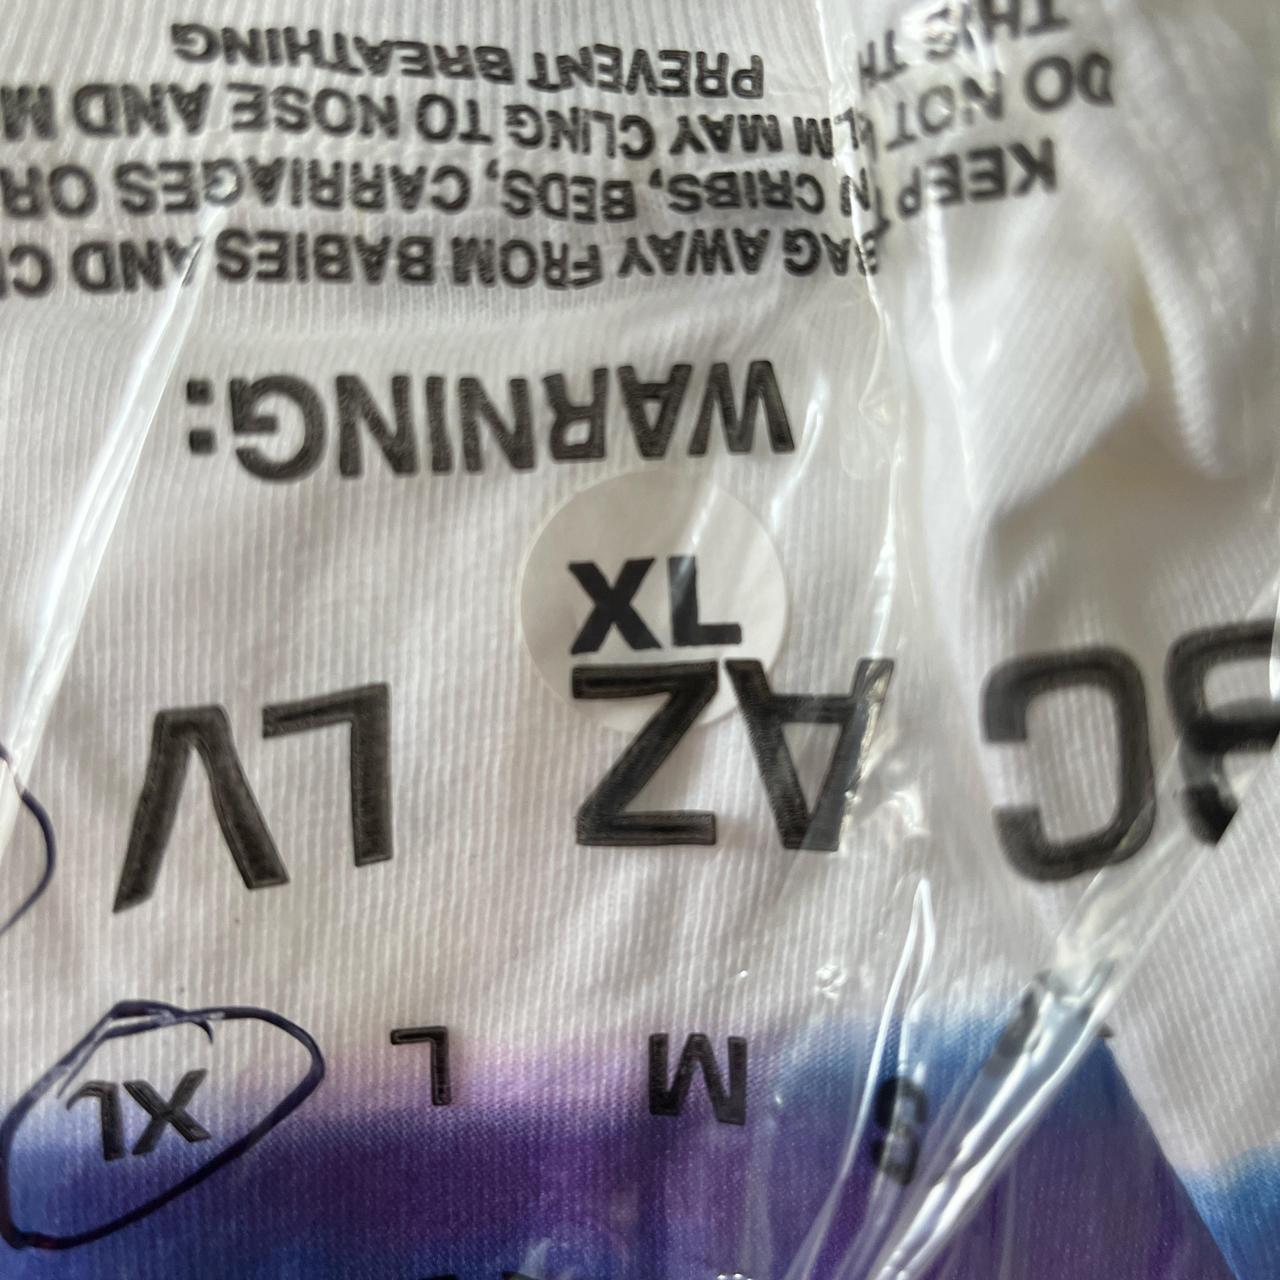 S M L XL
AZ LV
XL
WARNING:
KEEP BAG AWAY FROM BABIES AND
DO NOT CRIBS, BEDS, CARRIAGES OR
THIS MAY CLING TO NOSE AND
PREVENT BREATHING